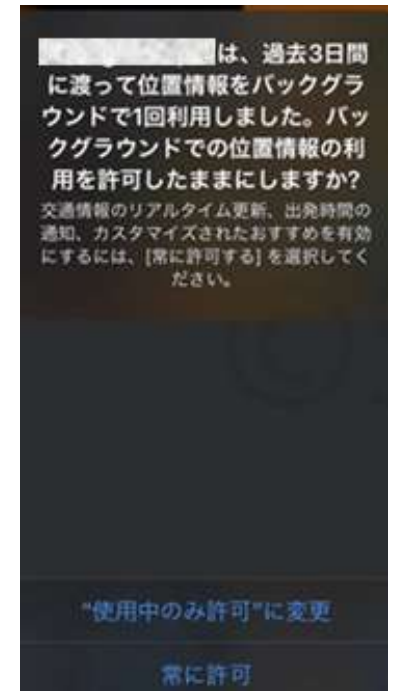 は、過去3日間
に渡って位置情報をバックグラ
ウンドで1回利用しました。バッ
クグラウンドでの位置情報の利
用を許可したままにしますか?
交通情報のリアルタイム更新、出発時間の
通知、カスタマイズされたおすすめを有効
にするには、[常に許可する] を選択してく
ださい。
"使用中のみ許可"に変更
常に許可